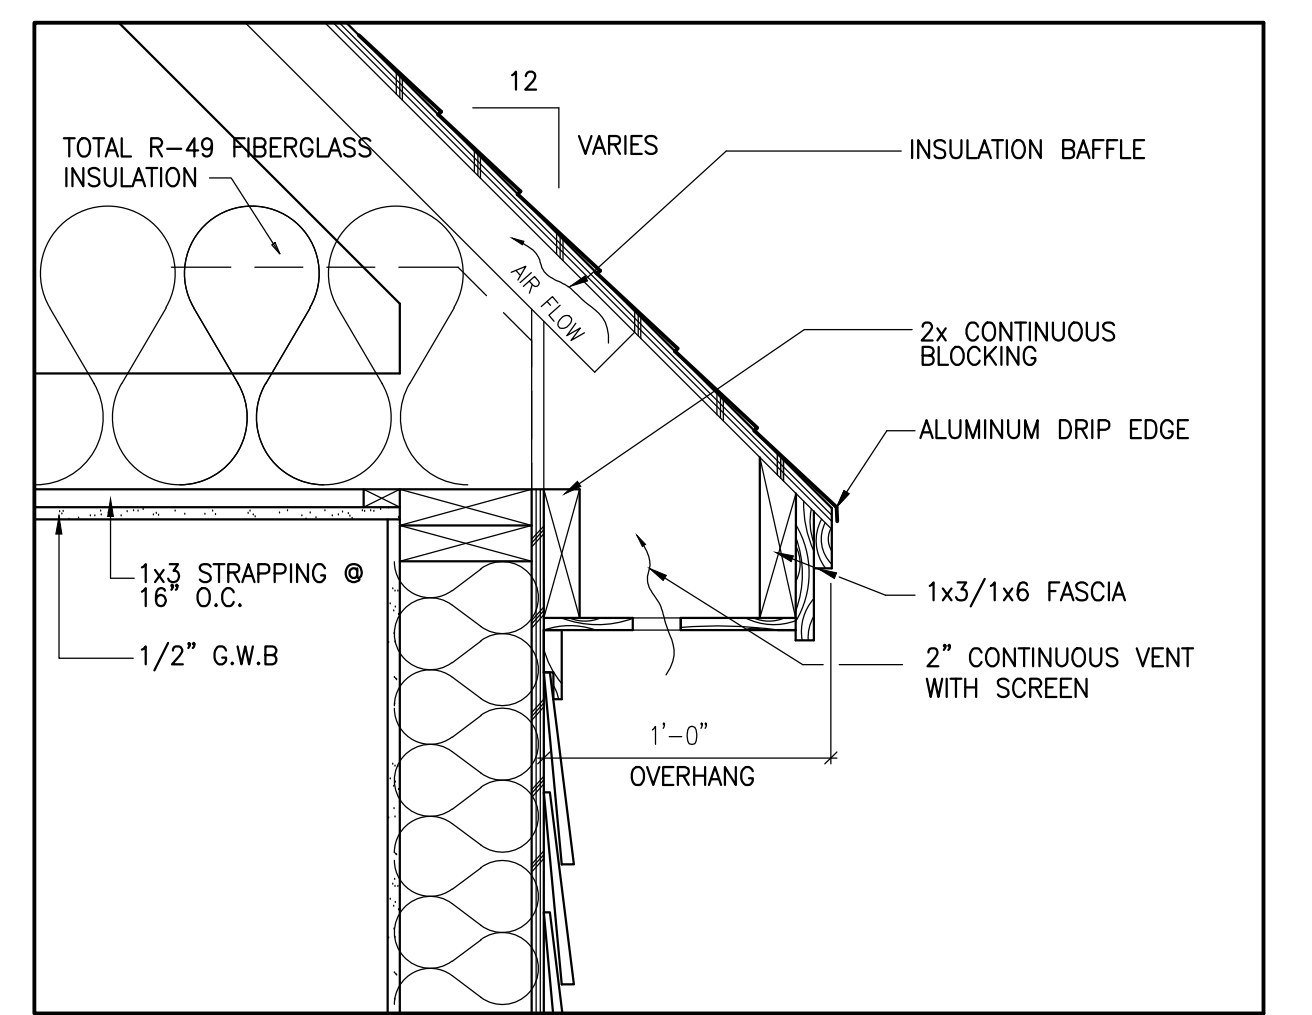 12
VARIES
TOTAL R-49 FIBERGLASS
INSULATION
INSULATION BAFFLE
AIR FLOW
2x CONTINUOUS
BLOCKING
ALUMINUM DRIP EDGE
1x3 STRAPPING @
16" O.C.
1x3/1x6 FASCIA
1/2" G.W.B
2" CONTINUOUS VENT
WITH SCREEN
1'-0"
OVERHANG